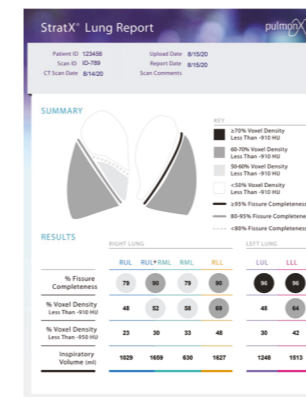 StratX® Lung Report
pulmonX
Patient ID 123456
Scan ID ID-789
CT Scan Date 8/14/20
Upload Date 8/15/20
Report Date 8/15/20
Scan Comments
SUMMARY
KEY
≥70% Voxel Density
Less Than -910 HU
60-70% Voxel Density
Less Than -910 HU
50-60% Voxel Density
Less Than -910 HU
<50% Voxel Density
Less Than -910 HU
≥95% Fissure Completeness
80-95% Fissure Completene
<80% Fissure Completeness
RESULTS
RIGHT LUNG LEFT LUNG
RUL RUL+RML RML RLL LUL LLL
% Fissure
Completeness 79 90 79 90 96 96
% Voxel Density
Less Than -910 HU 48 52 58 69 48 64
% Voxel Density
Less Than -950 HU 23 30 33 48 30 42
Inspiratory
Volume (ml) 1029 1659 630 1627 1248 1513